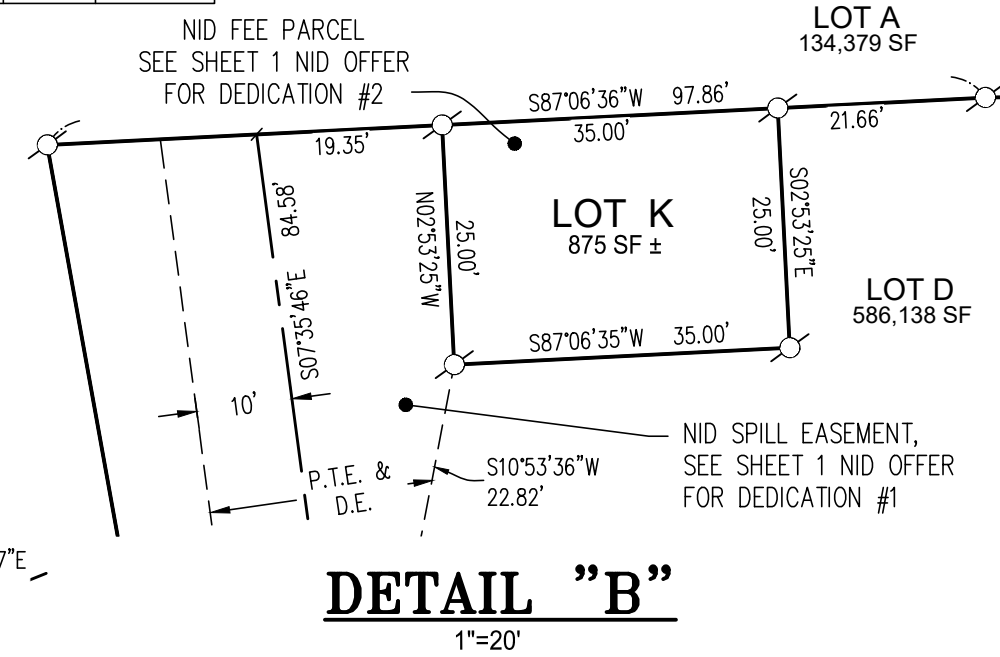 LOT A
134,379 SF
NID FEE PARCEL
SEE SHEET 1 NID OFFER
FOR DEDICATION #2
S87°06'36"W 97.86'
19.35'
35.00'
21.66'
84.58'
S07°35'46"E
N02°53'25"W
25.00'
LOT K
875 SF ±
25.00'
S02°53'25"E
LOT D
586,138 SF
S87°06'35"W 35.00'
10'
P.T.E. &
D.E.
S10°53'36"W
22.82'
NID SPILL EASEMENT,
SEE SHEET 1 NID OFFER
FOR DEDICATION #1
7"E
DETAIL "B"
1"=20'